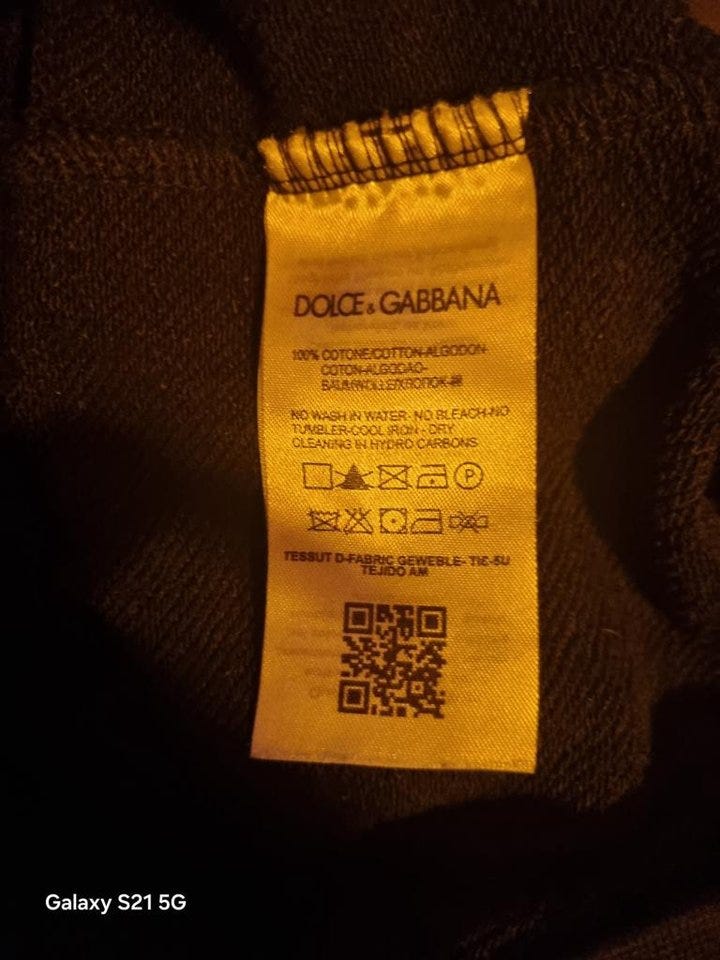 DOLCE & GABBANA
100% COTONE/COTTON-ALGODON-
COTON-ALGODAO-
NO WASH IN WATER- NO BLEACH-NO
TUMBLER-COOL IRON - DRY
CLEANING IN HYDRO CARBONS
P
TESSUT D-FABRIC GEWEBLE- TIE-SU
TEJIDO AM
Galaxy S21 5G